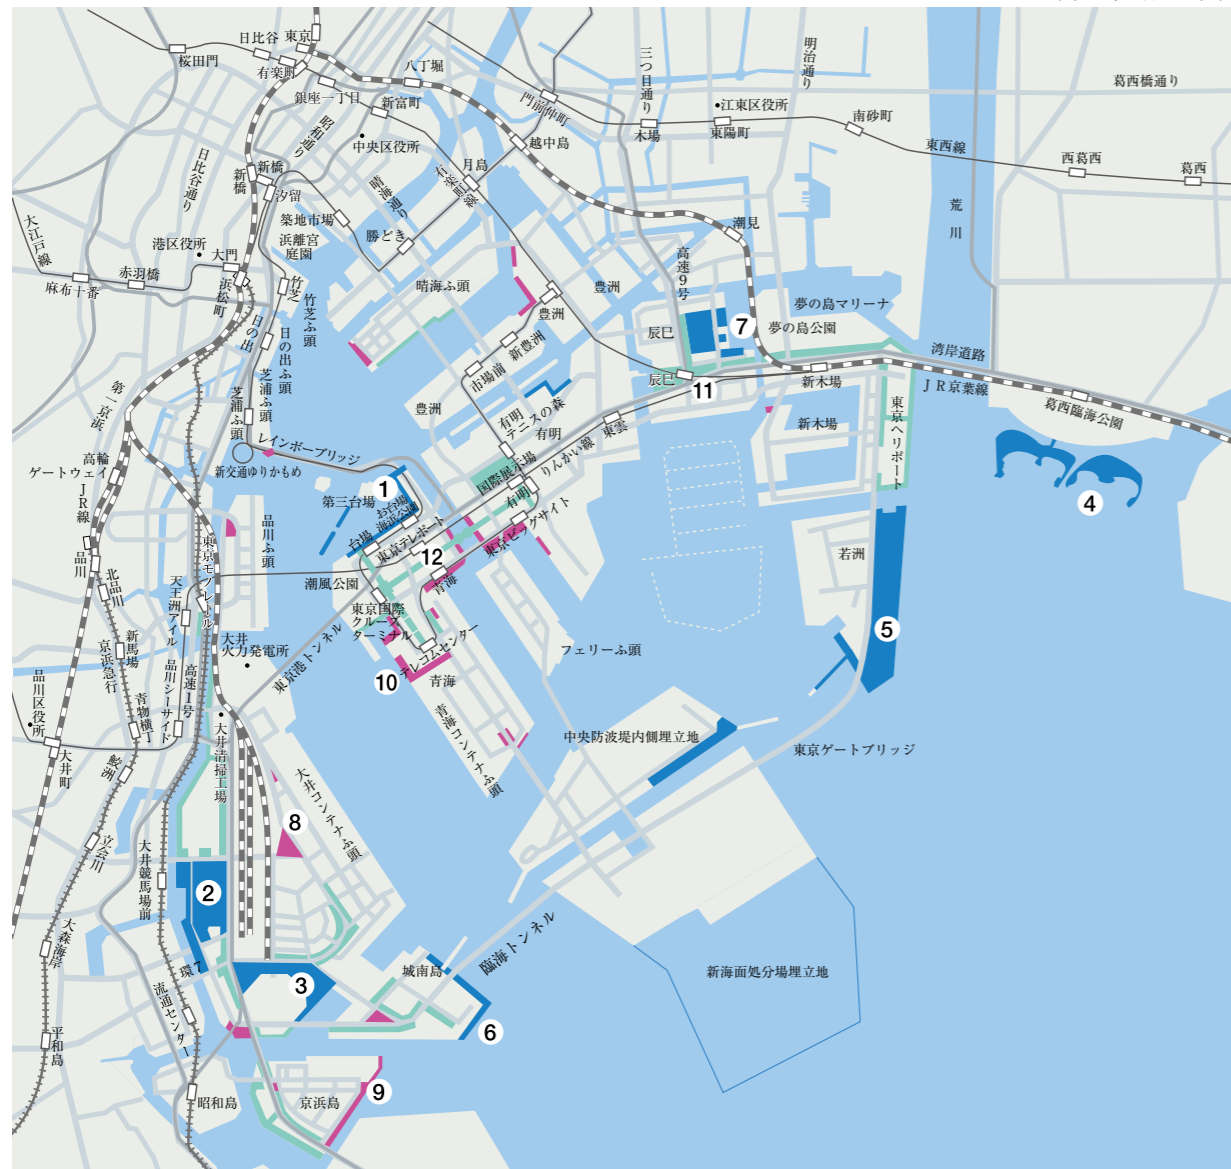 日比谷
東京
桜田門
有楽町
銀座一丁目
八丁堀
新富町
昭和通り
中央区役所
門前仲町
三つ目通り
明治通り
葛西橋通り
江東区役所
木場
東陽町
南砂町
東西線
西葛西
葛西
越中島
月島
有楽町線
晴海通り
日比谷通り
新橋
新橋
汐留
築地市場
浜離宮
庭園
勝どき
大江戸線
港区役所
大門
赤羽橋
麻布十番
浜松町
竹芝
竹芝ふ頭
晴海ふ頭
豊洲
豊洲
高速9号
潮見
荒川
夢の島マリーナ
夢の島公園
7
辰巳
辰巳
11
新木場
湾岸道路
JR京葉線
葛西臨海公園
日の出
日の出ふ頭
芝浦ふ頭
芝浦ふ頭
第一京浜
新豊洲
市場前
豊洲
有明
テニスの森
有明
東雲
新木場
東京ヘリポート
レインボーブリッジ
新交通ゆりかもめ
高輪
ゲートウェイ
JR線
品川
りんかい線
国際展示場
有明
1
第三台場
お台場
海浜公園
台場
東京テレポート
12
東京ビッグサイト
青海
4
品川ふ頭
潮風公園
東京国際
クルーズ
ターミナル
テレコムセンター
10
青海
若洲
5
東京モノレール
天王洲アイル
北品川
新馬場
京浜急行
品川シーサイド
高速1号
大井
火力発電所
東京港トンネル
フェリーふ頭
青物横丁
品川区役所
大井町
鮫洲
大井清掃工場
青海コンテナふ頭
中央防波堤内側埋立地
東京ゲートブリッジ
大井コンテナふ頭
8
立会川
大井競馬場前
2
大森海岸
環7
3
城南島
臨海トンネル
新海面処分場埋立地
6
流通センター
平和島
昭和島
京浜島
9